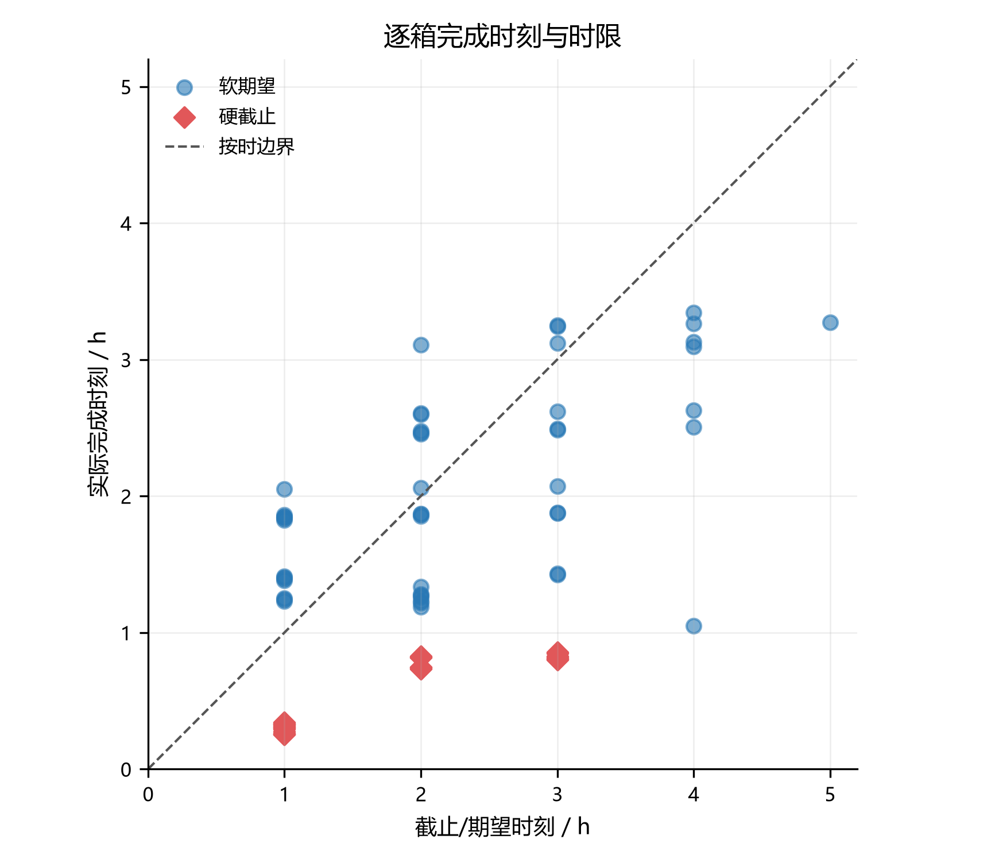 逐箱完成时刻与时限
软期望
硬截止
按时边界
实际完成时刻 / h
5
4
3
2
1
0
0 1 2 3 4 5
截止/期望时刻 / h